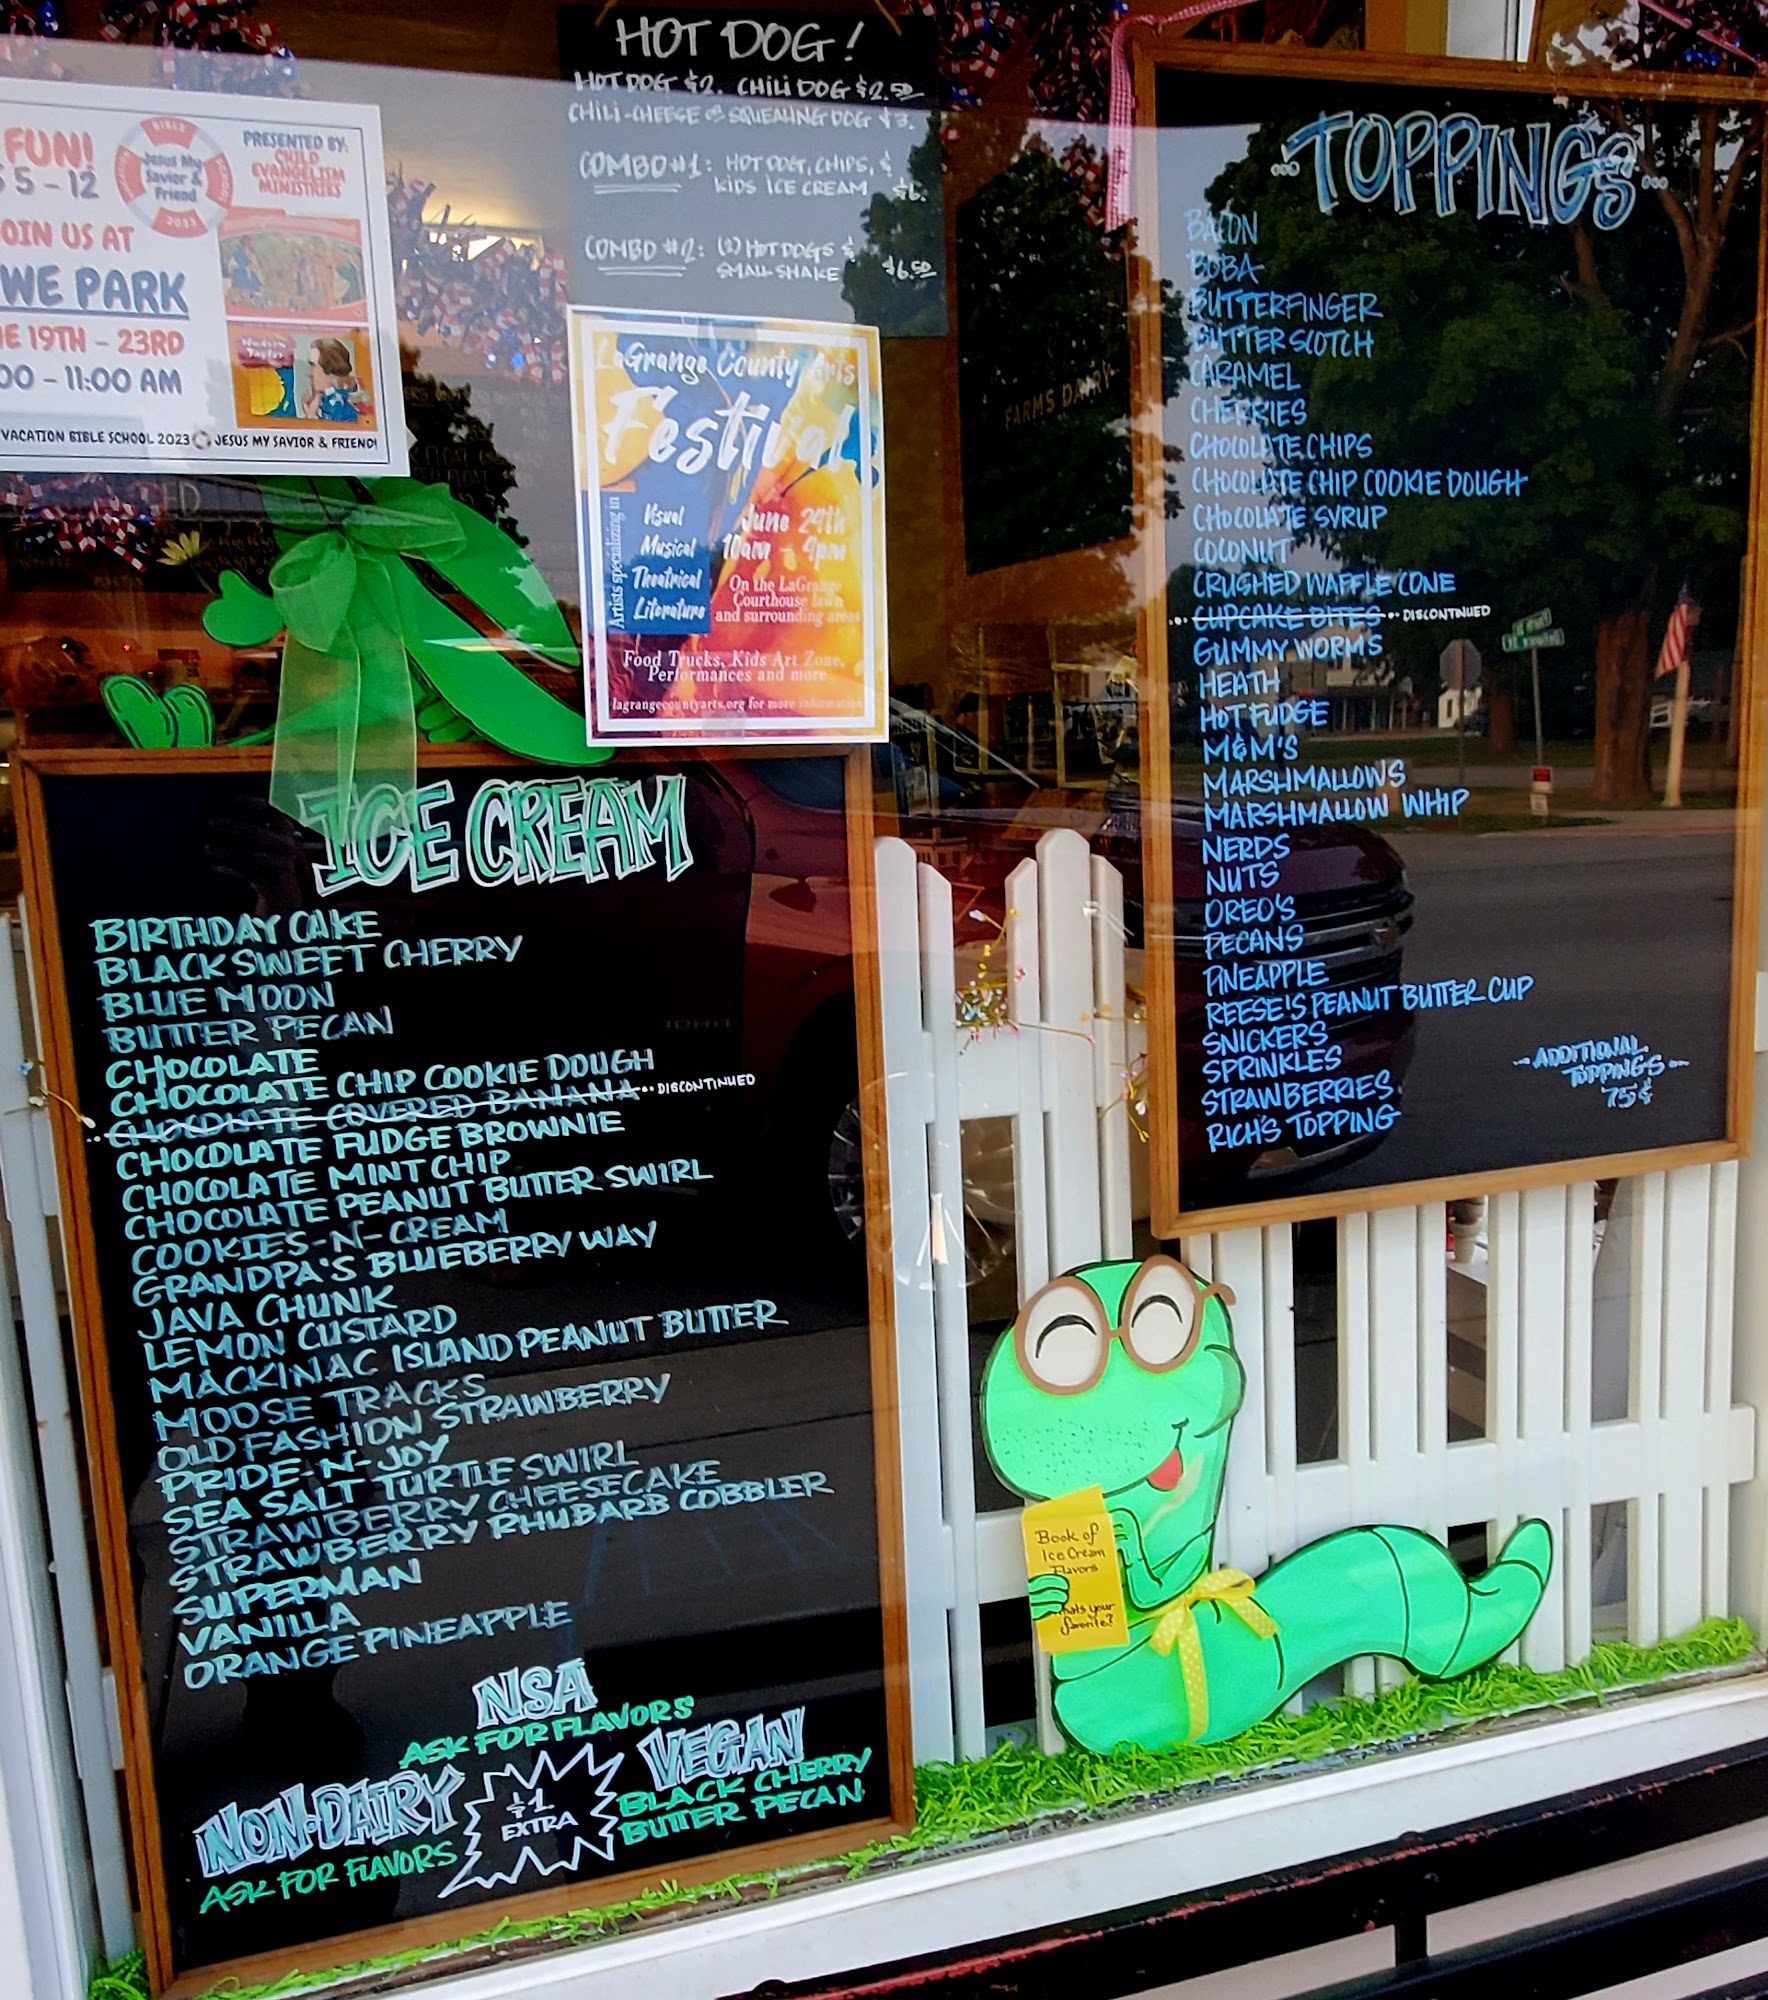 FUN!
5 - 12
OIN US AT
WE PARK
E 19TH - 23RD
00 - 11:00 AM
BIBLE
Jesus My
Savior &
Friend
2023
PRESENTED BY:
CHILD
EVANGELISM
MINISTRIES
Hudson
Taylor
VACATION BIBLE SCHOOL 2023
JESUS MY SAVIOR & FRIEND!
HOT DOG!
HOT DOG $2. CHILI DOG $2.50
CHILI-CHEESE OR SQUEALING DOG $3.
COMBO #1: HOT DOG, CHIPS, &
KIDS ICE CREAM $6.
COMBO #2: (2) HOT DOGS &
SMALL SHAKE $6.50
LaGrange County Arts
Festival
Artists specializing in
Visual
Musical
Theatrical
Literature
June 24th
10am - 4pm
On the LaGrange
Courthouse lawn
and surrounding areas
Food Trucks, Kids Art Zone,
Performances and more
lagrangecountyarts.org for more information
FARMS DAIRY
ICE CREAM
BIRTHDAY CAKE
BLACK SWEET CHERRY
BLUE MOON
BUTTER PECAN
CHOCOLATE
CHOCOLATE CHIP COOKIE DOUGH
CHOCOLATE COVERED BANANA •• DISCONTINUED
CHOCOLATE FUDGE BROWNIE
CHOCOLATE MINT CHIP
CHOCOLATE PEANUT BUTTER SWIRL
COOKIES-N-CREAM
GRANDPA'S BLUEBERRY WAY
JAVA CHUNK
LEMON CUSTARD
MACKINAC ISLAND PEANUT BUTTER
MOOSE TRACKS
OLD FASHION STRAWBERRY
PRIDE-N-JOY
SEA SALT TURTLE SWIRL
STRAWBERRY CHEESECAKE
STRAWBERRY RHUBARB COBBLER
SUPERMAN
VANILLA
ORANGE PINEAPPLE
NSA
ASK FOR FLAVORS
NON-DAIRY
ASK FOR FLAVORS
$1
EXTRA
VEGAN
BLACK CHERRY
BUTTER PECAN
TOPPINGS
BACON
BOBA
BUTTERFINGER
BUTTERSCOTCH
CARAMEL
CHERRIES
CHOCOLATE CHIPS
CHOCOLATE CHIP COOKIE DOUGH
CHOCOLATE SYRUP
COCONUT
CRUSHED WAFFLE CONE
CUPCAKE BITES •• DISCONTINUED
GUMMY WORMS
HEATH
HOT FUDGE
M&M'S
MARSHMALLOWS
MARSHMALLOW WHIP
NERDS
NUTS
OREO'S
PECANS
PINEAPPLE
REESE'S PEANUT BUTTER CUP
SNICKERS
SPRINKLES
STRAWBERRIES
RICH'S TOPPING
ADDITIONAL
TOPPINGS
75¢
Book of
Ice Cream
Flavors
Whats your
favorite?